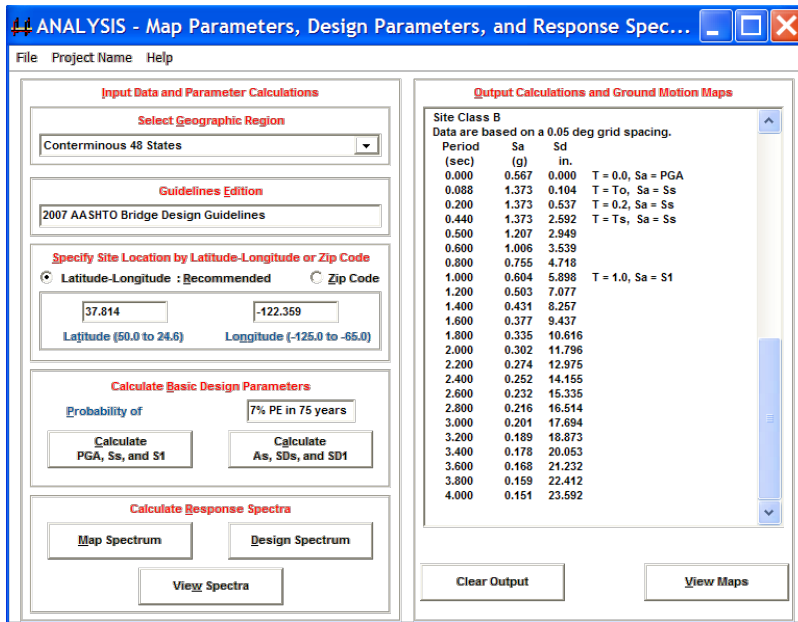 ANALYSIS - Map Parameters, Design Parameters, and Response Spec...
File Project Name Help
Input Data and Parameter Calculations
Select Geographic Region
Conterminous 48 States
Guidelines Edition
2007 AASHTO Bridge Design Guidelines
Specify Site Location by Latitude-Longitude or Zip Code
Latitude-Longitude : Recommended Zip Code
37.814 -122.359
Latitude (50.0 to 24.6) Longitude (-125.0 to -65.0)
Calculate Basic Design Parameters
Probability of 7% PE in 75 years
Calculate
PGA, Ss, and S1
Calculate
As, SDs, and SD1
Calculate Response Spectra
Map Spectrum Design Spectrum
View Spectra
Output Calculations and Ground Motion Maps
Site Class B
Data are based on a 0.05 deg grid spacing.
Period Sa Sd
(sec) (g) in.
0.000 0.567 0.000 T = 0.0, Sa = PGA
0.088 1.373 0.104 T = To, Sa = Ss
0.200 1.373 0.537 T = 0.2, Sa = Ss
0.440 1.373 2.592 T = Ts, Sa = Ss
0.500 1.207 2.949
0.600 1.006 3.539
0.800 0.755 4.718
1.000 0.604 5.898 T = 1.0, Sa = S1
1.200 0.503 7.077
1.400 0.431 8.257
1.600 0.377 9.437
1.800 0.335 10.616
2.000 0.302 11.796
2.200 0.274 12.975
2.400 0.252 14.155
2.600 0.232 15.335
2.800 0.216 16.514
3.000 0.201 17.694
3.200 0.189 18.873
3.400 0.178 20.053
3.600 0.168 21.232
3.800 0.159 22.412
4.000 0.151 23.592
Clear Output View Maps